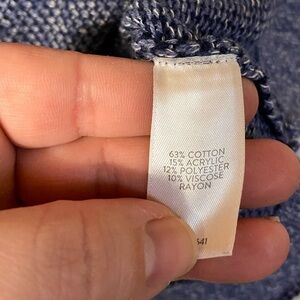 63% COTTON
15% ACRYLIC
12% POLYESTER
10% VISCOSE
RAYON